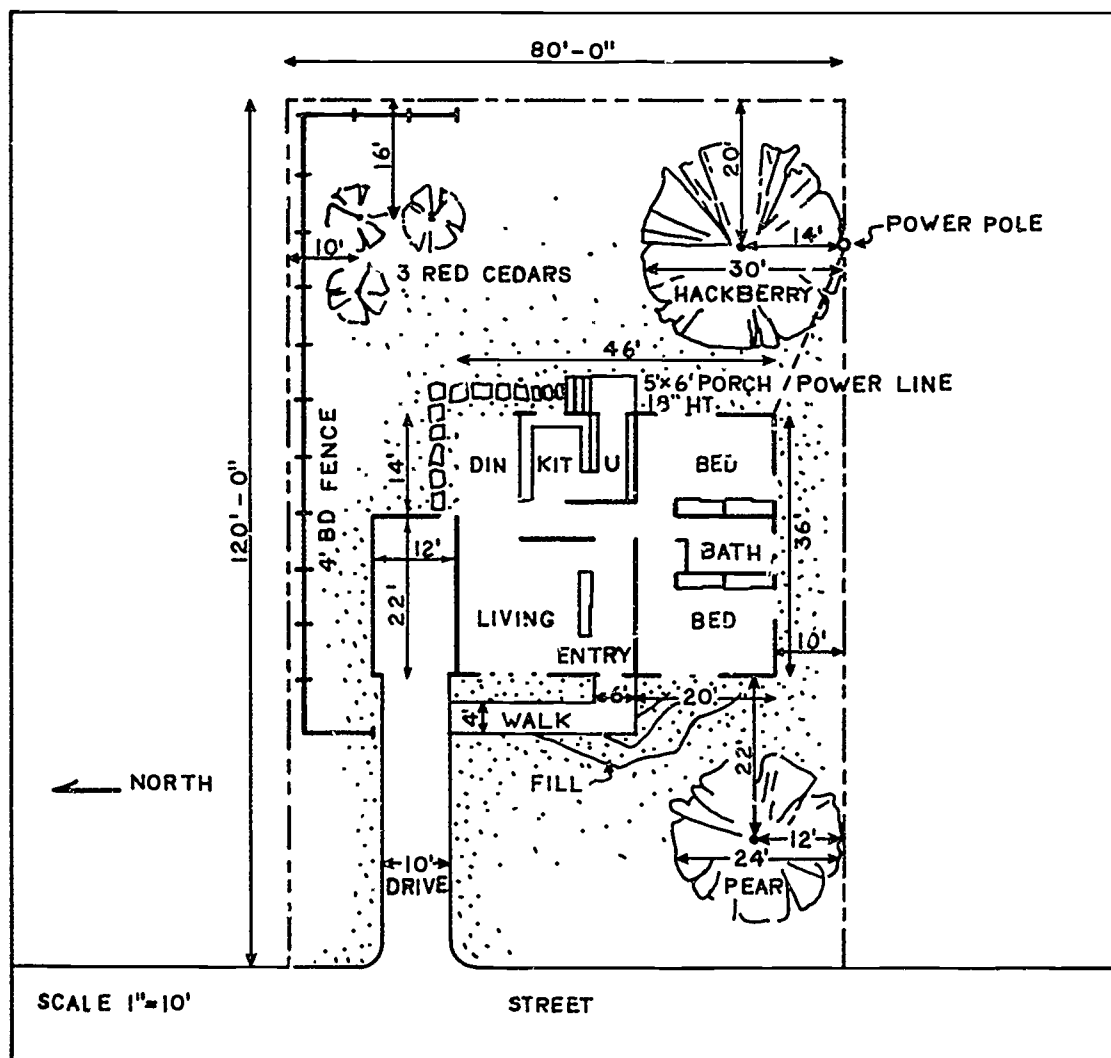 80'-0"
16'
20'
14'
POWER POLE
10'
3 RED CEDARS
30'
HACKBERRY
46'
5'x6' PORCH
18" HT.
POWER LINE
120'-0"
4' BD FENCE
14'
DIN
KIT
U
BED
36'
12'
BATH
22'
LIVING
BED
ENTRY
10'
6'
20'
4'
WALK
22'
FILL
NORTH
12'
10'
DRIVE
24'
PEAR
SCALE 1"=10'
STREET